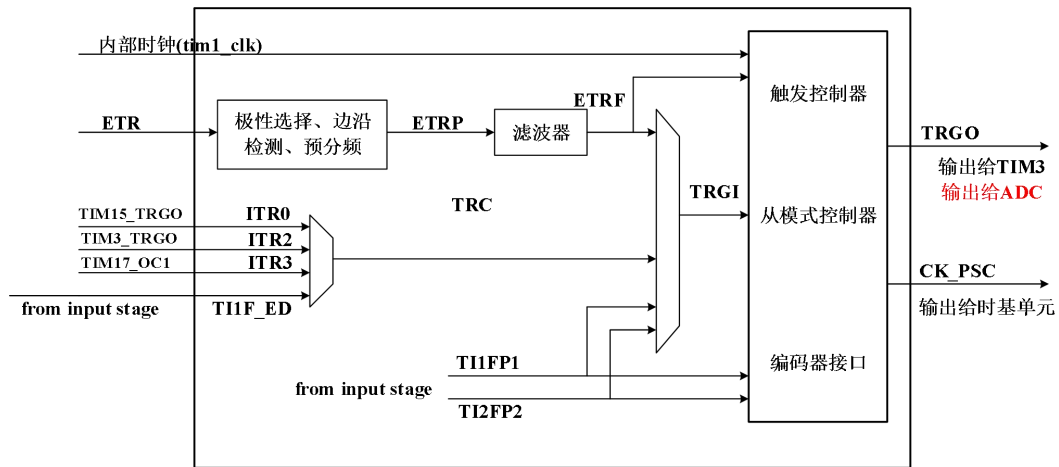 内部时钟(tim1_clk)
ETR
极性选择、边沿
检测、预分频
ETRP
滤波器
ETRF
触发控制器
TRGO
输出给TIM3
输出给ADC
TRC
TRGI
从模式控制器
TIM15_TRGO
ITR0
TIM3_TRGO
ITR2
TIM17_OC1
ITR3
from input stage
TI1F_ED
CK_PSC
输出给时基单元
编码器接口
TI1FP1
from input stage
TI2FP2